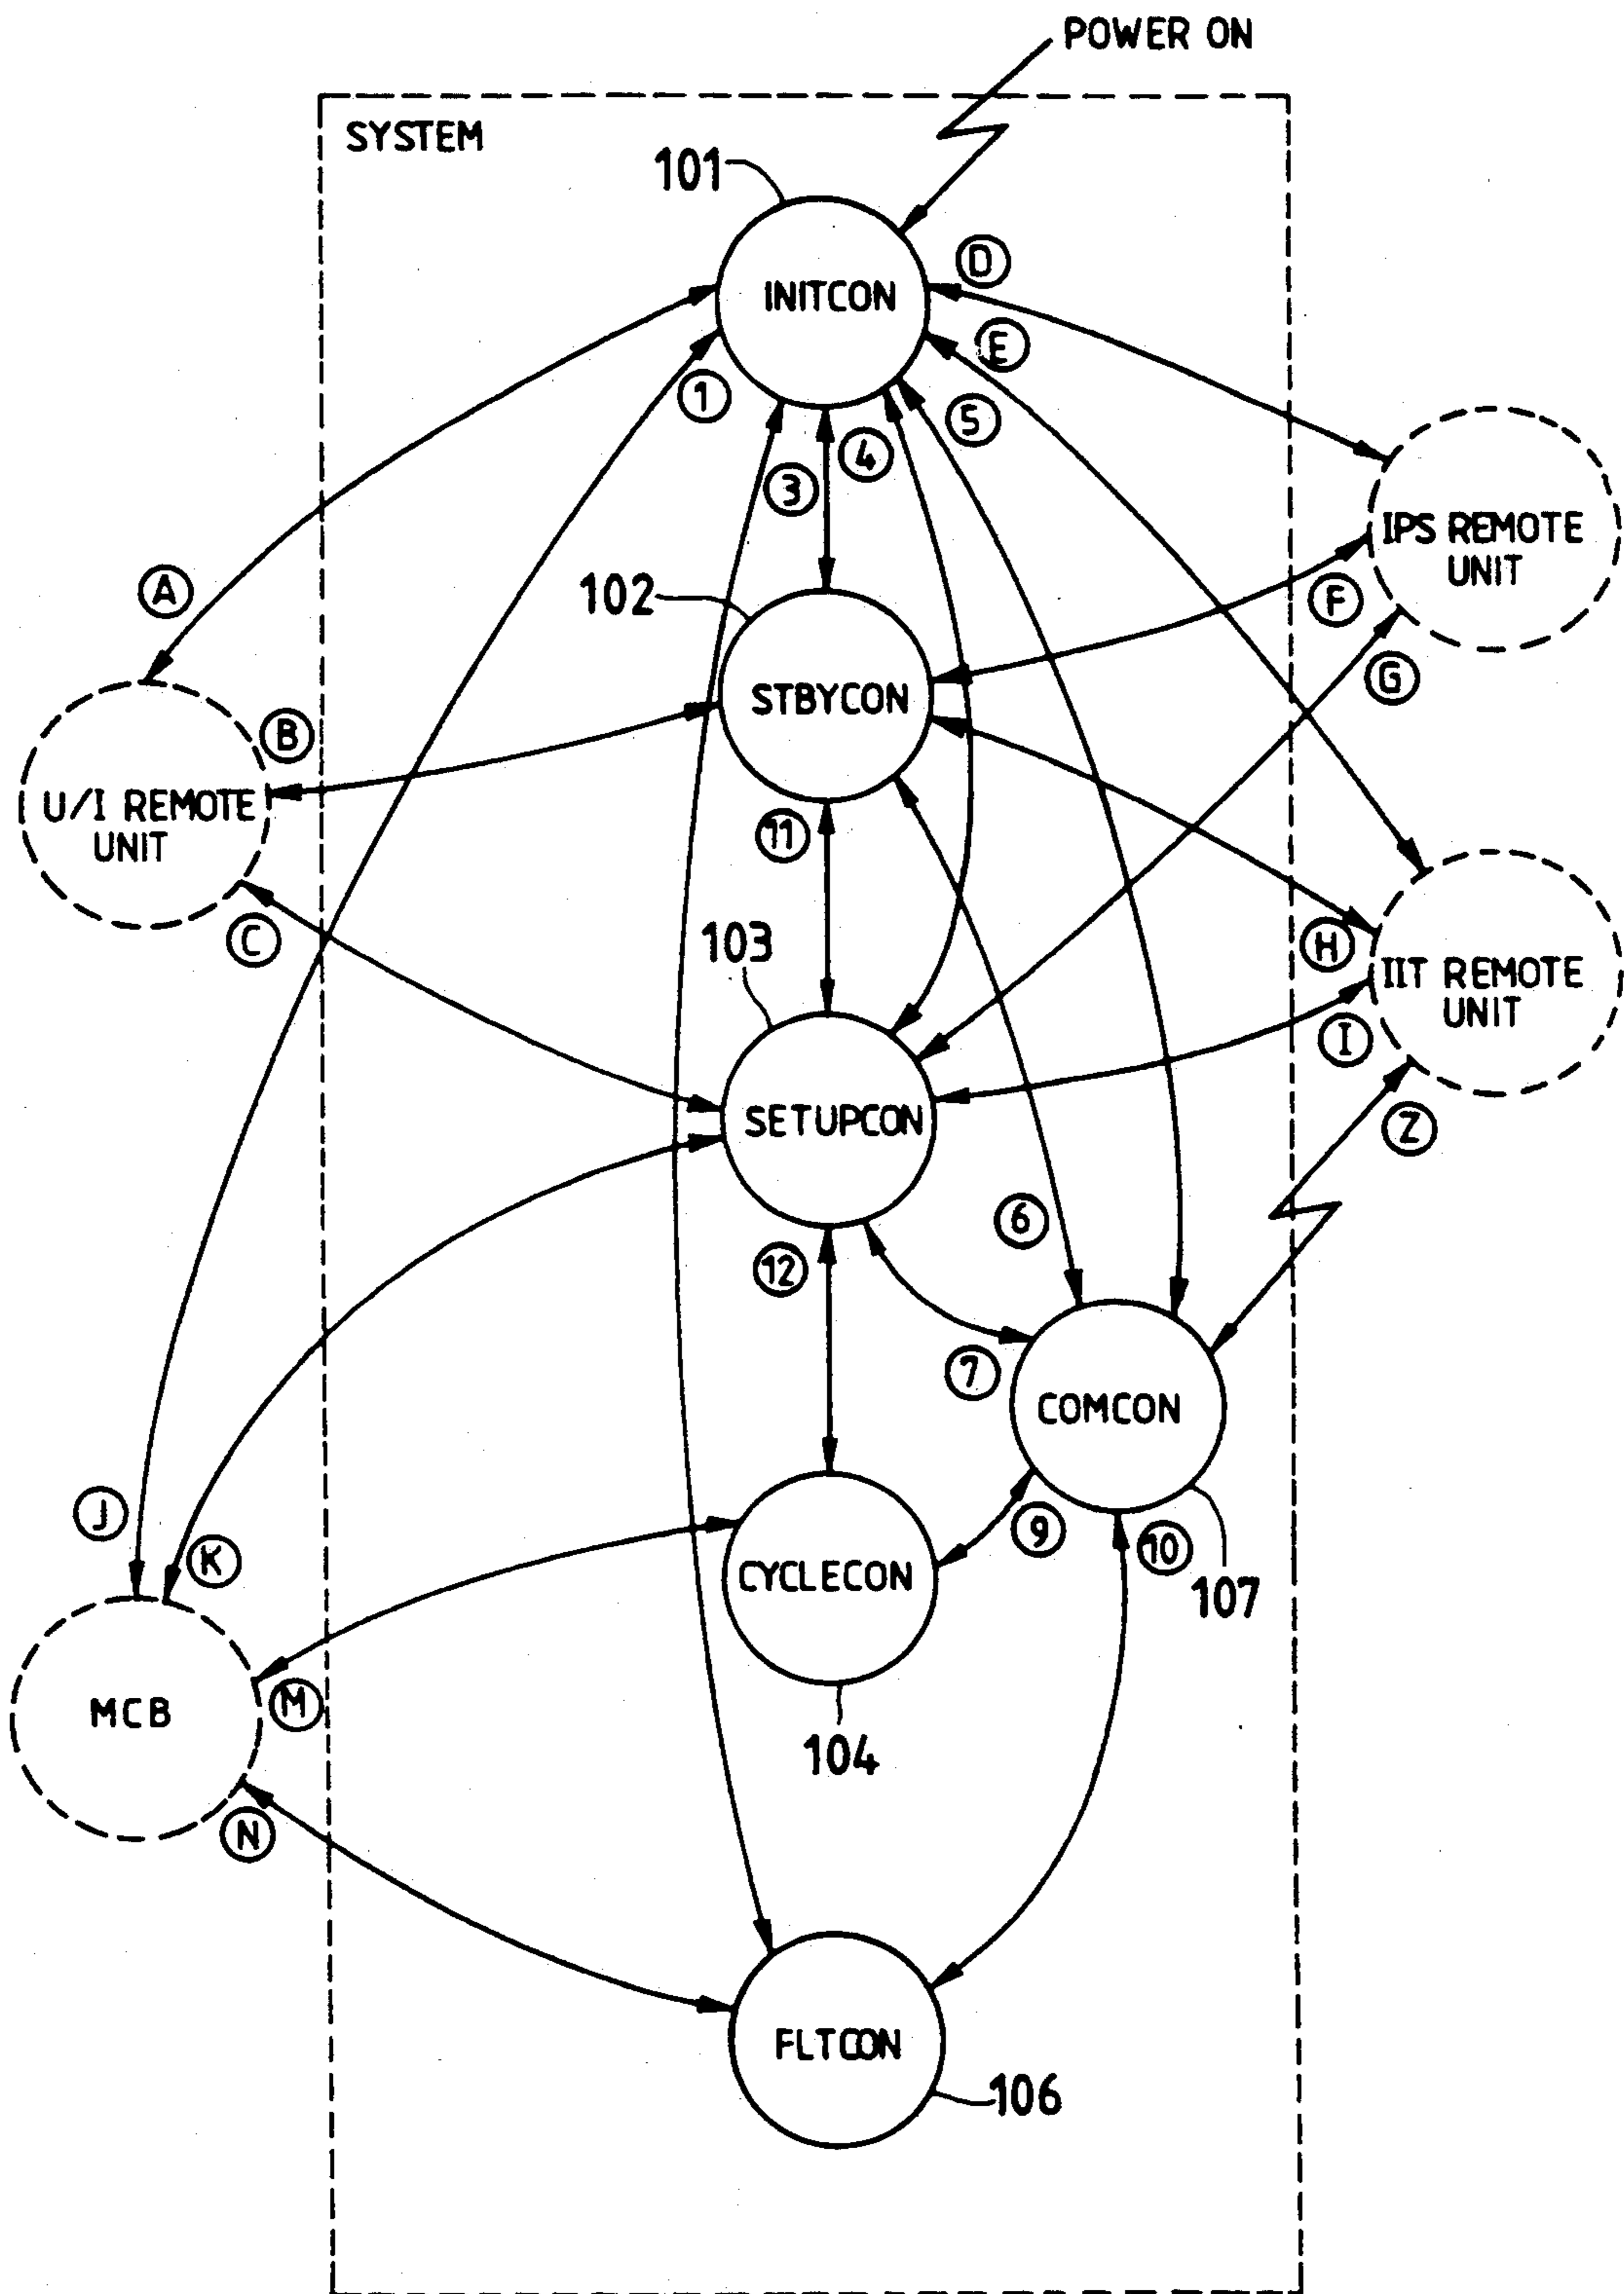 POWER ON
SYSTEM
101
INITCON
D
E
1
5
4
3
IPS REMOTE
UNIT
102
A
F
STBYCON
G
B
U/I REMOTE
UNIT
11
C
103
H
IIT REMOTE
UNIT
I
SETUPCON
Z
6
12
7
COMCON
J
K
9
10
CYCLECON
107
MCB
M
104
N
FLTCON
106